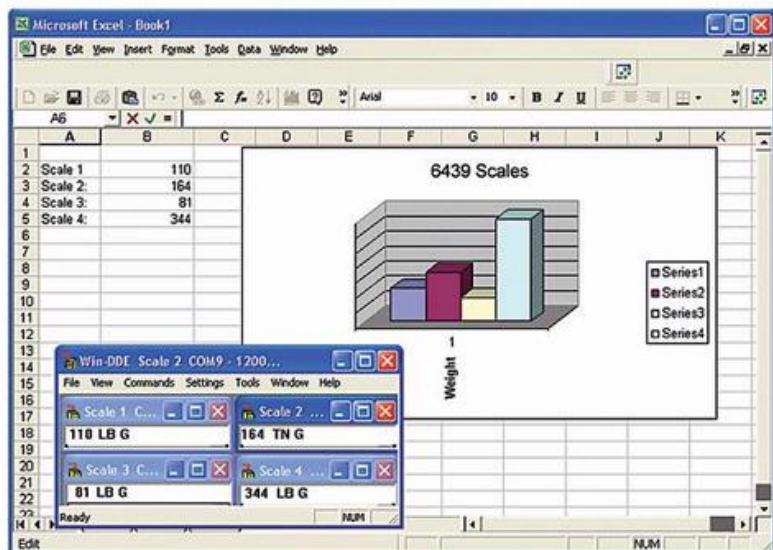 Microsoft Excel - Book1
File Edit View Insert Format Tools Data Window Help
Arial 10 B I U
A6 =
A B C D E F G H I J K
1
2 Scale 1 110
3 Scale 2: 164
4 Scale 3: 81
5 Scale 4: 344
6
7
8
9
10
11
12
13
14
15
16
17
18
19
20
21
22
23
6439 Scales
1
Weight
Series1
Series2
Series3
Series4
Win-DDE Scale 2 COM9 - 1200...
File View Commands Settings Tools Window Help
Scale 1 C... Scale 2 ...
110 LB G 164 TN G
Scale 3 C... Scale 4 ...
81 LB G 344 LB G
Ready NUM
Edit NUM